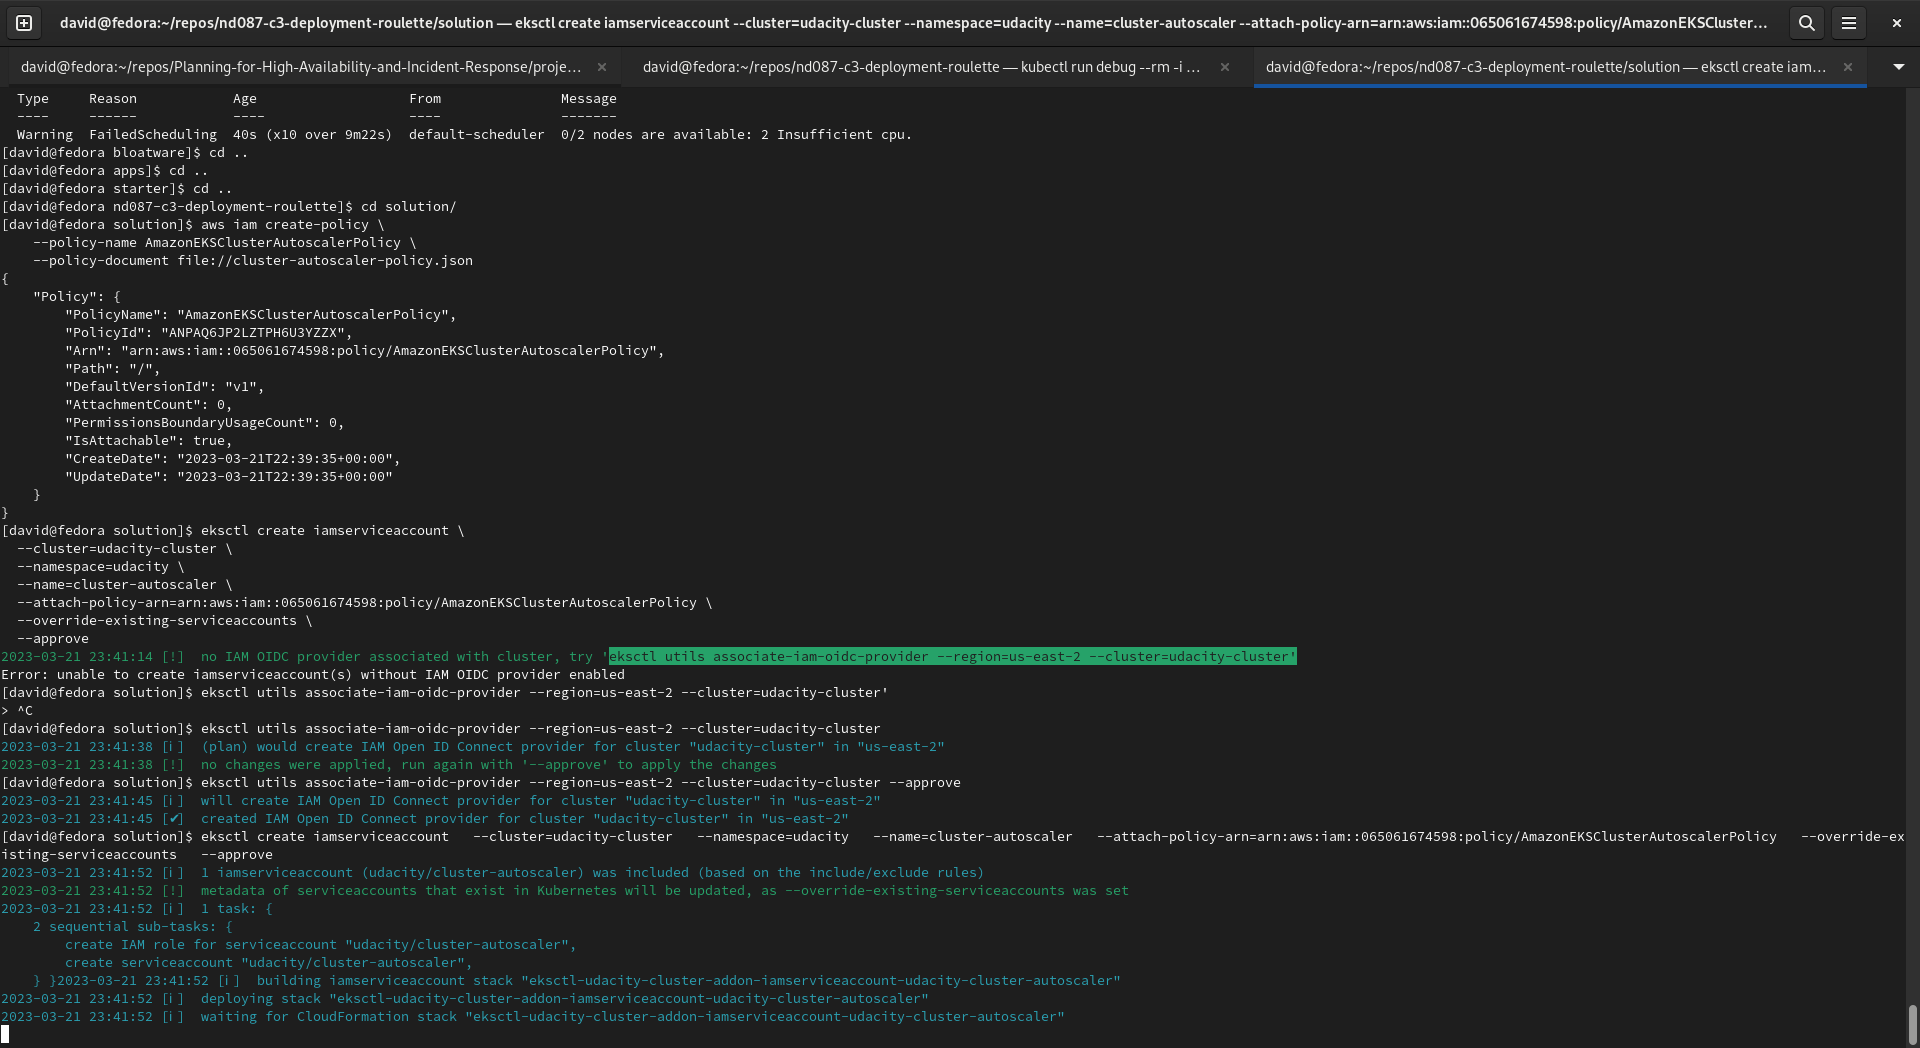 david@fedora:~/repos/nd087-c3-deployment-roulette/solution — eksctl create iamserviceaccount --cluster=udacity-cluster --namespace=udacity --name=cluster-autoscaler --attach-policy-arn=arn:aws:iam::065061674598:policy/AmazonEKSCluster...
david@fedora:~/repos/Planning-for-High-Availability-and-Incident-Response/proje...
david@fedora:~/repos/nd087-c3-deployment-roulette — kubectl run debug --rm -i ...
david@fedora:~/repos/nd087-c3-deployment-roulette/solution — eksctl create iam...
  Type     Reason            Age                   From               Message
  ----     ------            ----                  ----               -------
  Warning  FailedScheduling  40s (x10 over 9m22s)  default-scheduler  0/2 nodes are available: 2 Insufficient cpu.
[david@fedora bloatware]$ cd ..
[david@fedora apps]$ cd ..
[david@fedora starter]$ cd ..
[david@fedora nd087-c3-deployment-roulette]$ cd solution/
[david@fedora solution]$ aws iam create-policy \
    --policy-name AmazonEKSClusterAutoscalerPolicy \
    --policy-document file://cluster-autoscaler-policy.json
{
    "Policy": {
        "PolicyName": "AmazonEKSClusterAutoscalerPolicy",
        "PolicyId": "ANPAQ6JP2LZTPH6U3YZZX",
        "Arn": "arn:aws:iam::065061674598:policy/AmazonEKSClusterAutoscalerPolicy",
        "Path": "/",
        "DefaultVersionId": "v1",
        "AttachmentCount": 0,
        "PermissionsBoundaryUsageCount": 0,
        "IsAttachable": true,
        "CreateDate": "2023-03-21T22:39:35+00:00",
        "UpdateDate": "2023-03-21T22:39:35+00:00"
    }
}
[david@fedora solution]$ eksctl create iamserviceaccount \
  --cluster=udacity-cluster \
  --namespace=udacity \
  --name=cluster-autoscaler \
  --attach-policy-arn=arn:aws:iam::065061674598:policy/AmazonEKSClusterAutoscalerPolicy \
  --override-existing-serviceaccounts \
  --approve
2023-03-21 23:41:14 [!]  no IAM OIDC provider associated with cluster, try 'eksctl utils associate-iam-oidc-provider --region=us-east-2 --cluster=udacity-cluster'
Error: unable to create iamserviceaccount(s) without IAM OIDC provider enabled
[david@fedora solution]$ eksctl utils associate-iam-oidc-provider --region=us-east-2 --cluster=udacity-cluster'
> ^C
[david@fedora solution]$ eksctl utils associate-iam-oidc-provider --region=us-east-2 --cluster=udacity-cluster
2023-03-21 23:41:38 [ℹ]  (plan) would create IAM Open ID Connect provider for cluster "udacity-cluster" in "us-east-2"
2023-03-21 23:41:38 [!]  no changes were applied, run again with '--approve' to apply the changes
[david@fedora solution]$ eksctl utils associate-iam-oidc-provider --region=us-east-2 --cluster=udacity-cluster --approve
2023-03-21 23:41:45 [ℹ]  will create IAM Open ID Connect provider for cluster "udacity-cluster" in "us-east-2"
2023-03-21 23:41:45 [✔]  created IAM Open ID Connect provider for cluster "udacity-cluster" in "us-east-2"
[david@fedora solution]$ eksctl create iamserviceaccount   --cluster=udacity-cluster   --namespace=udacity   --name=cluster-autoscaler   --attach-policy-arn=arn:aws:iam::065061674598:policy/AmazonEKSClusterAutoscalerPolicy   --override-ex
isting-serviceaccounts   --approve
2023-03-21 23:41:52 [ℹ]  1 iamserviceaccount (udacity/cluster-autoscaler) was included (based on the include/exclude rules)
2023-03-21 23:41:52 [!]  metadata of serviceaccounts that exist in Kubernetes will be updated, as --override-existing-serviceaccounts was set
2023-03-21 23:41:52 [ℹ]  1 task: {
    2 sequential sub-tasks: {
        create IAM role for serviceaccount "udacity/cluster-autoscaler",
        create serviceaccount "udacity/cluster-autoscaler",
    } }2023-03-21 23:41:52 [ℹ]  building iamserviceaccount stack "eksctl-udacity-cluster-addon-iamserviceaccount-udacity-cluster-autoscaler"
2023-03-21 23:41:52 [ℹ]  deploying stack "eksctl-udacity-cluster-addon-iamserviceaccount-udacity-cluster-autoscaler"
2023-03-21 23:41:52 [ℹ]  waiting for CloudFormation stack "eksctl-udacity-cluster-addon-iamserviceaccount-udacity-cluster-autoscaler"